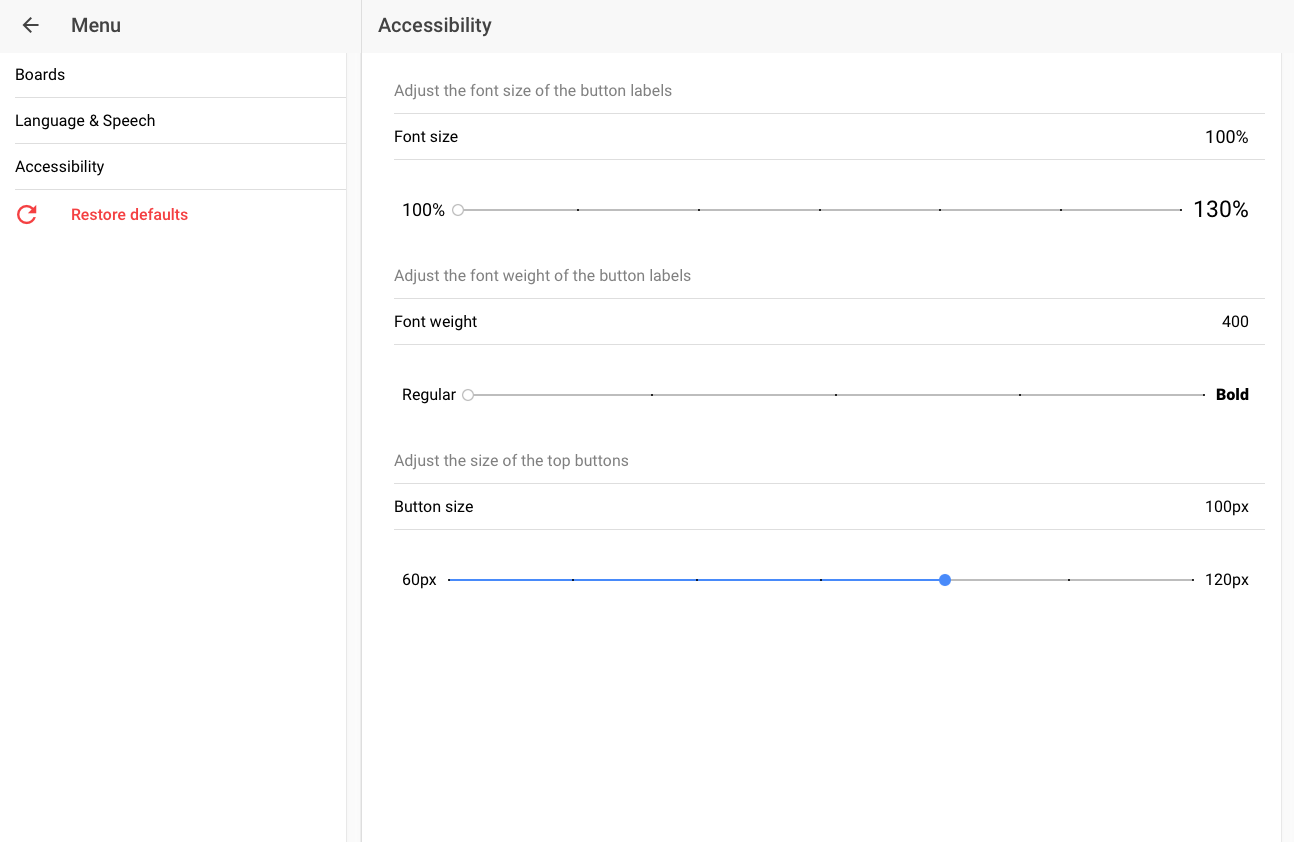 Menu
Boards
Language & Speech
Accessibility
Restore defaults
Accessibility
Adjust the font size of the button labels
Font size 100%
100% 130%
Adjust the font weight of the button labels
Font weight 400
Regular Bold
Adjust the size of the top buttons
Button size 100px
60px 120px